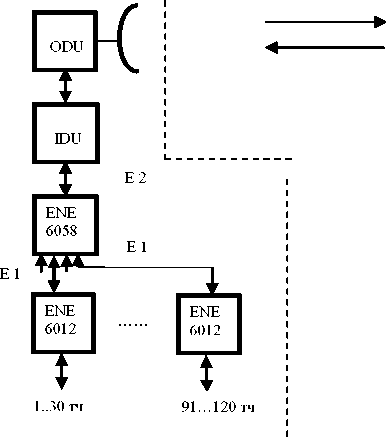 ODU
IDU
E 2
ENE
6058
E 1
E 1
ENE
6012
......
ENE
6012
1..30 тч
91...120 тч